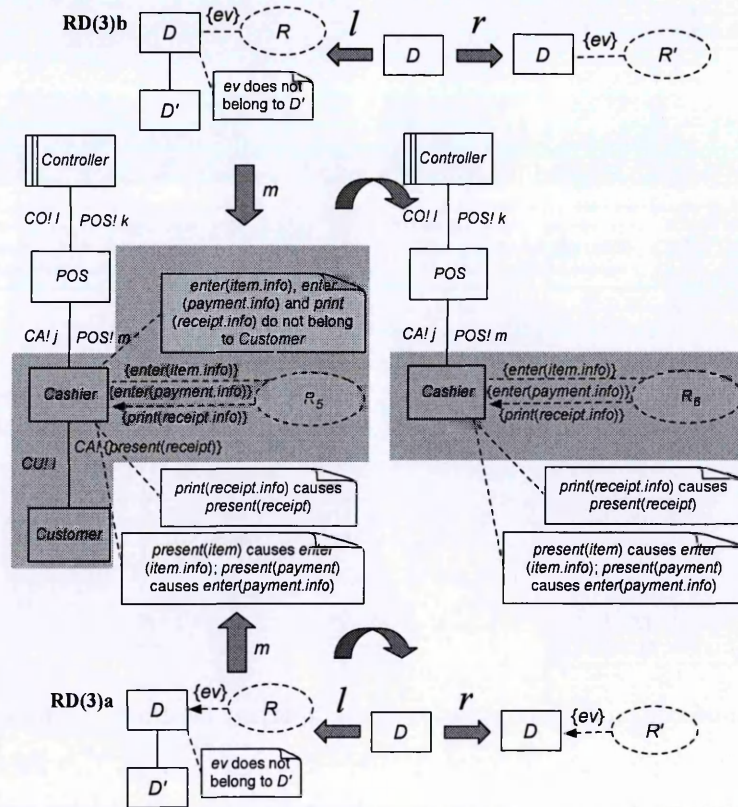 RD(3)b
{ev}
D
R
l
D
r
D
{ev}
R'
ev does not
belong to D'
D'
Controller
m
Controller
CO! l
POS! k
CO! l
POS! k
POS
enter(item.info), enter
(payment.info) and print
(receipt.info) do not belong
to Customer
POS
CA! j
POS! m
CA! j
POS! m
{enter(item.info)}
{enter(item.info)}
Cashier
{enter(payment.info)}
R5
Cashier
{enter(payment.info)}
R6
{print(receipt.info)}
{print(receipt.info)}
CA! {present(receipt)}
CU! i
print(receipt.info) causes
present(receipt)
print(receipt.info) causes
present(receipt)
Customer
present(item) causes enter
(item.info); present(payment)
causes enter(payment.info)
present(item) causes enter
(item.info); present(payment)
causes enter(payment.info)
m
RD(3)a
{ev}
D
R
l
D
r
D
{ev}
R'
ev does not
belong to D'
D'